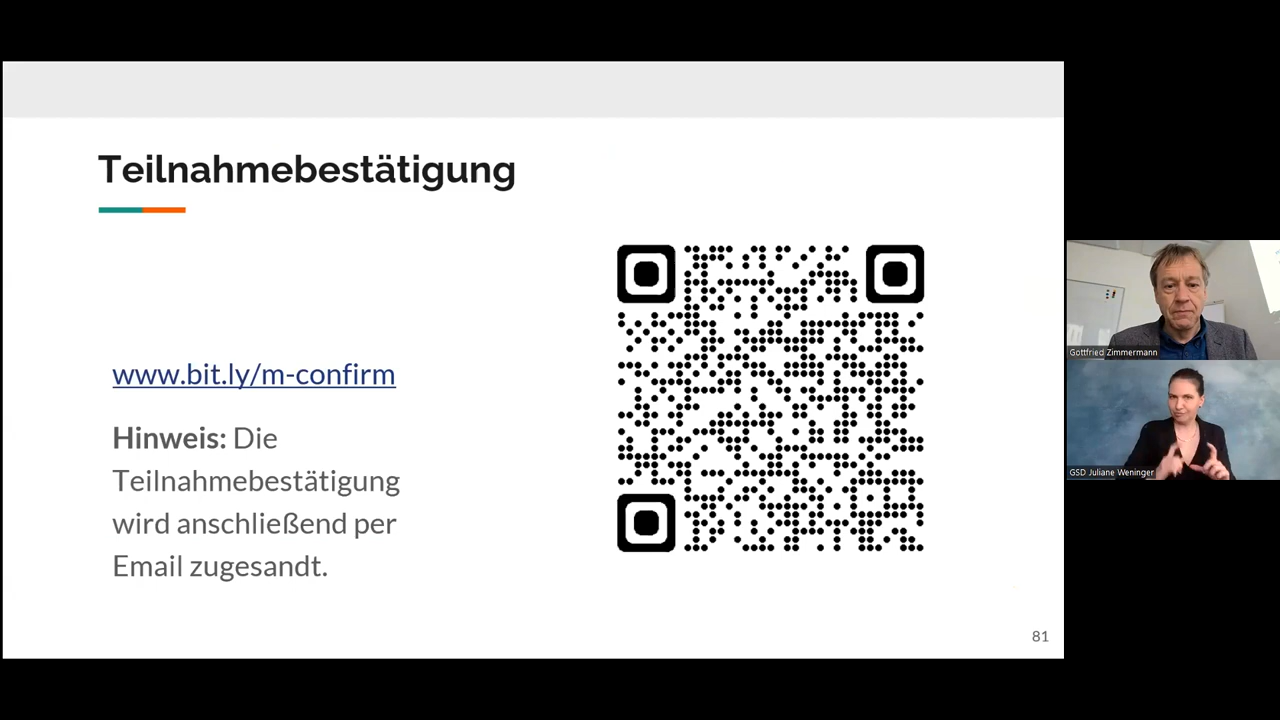 Teilnahmebestätigung
www.bit.ly/m-confirm
Hinweis: Die
Teilnahmebestätigung
wird anschließend per
Email zugesandt.
81
Gottfried Zimmermann
GSD Juliane Weninger